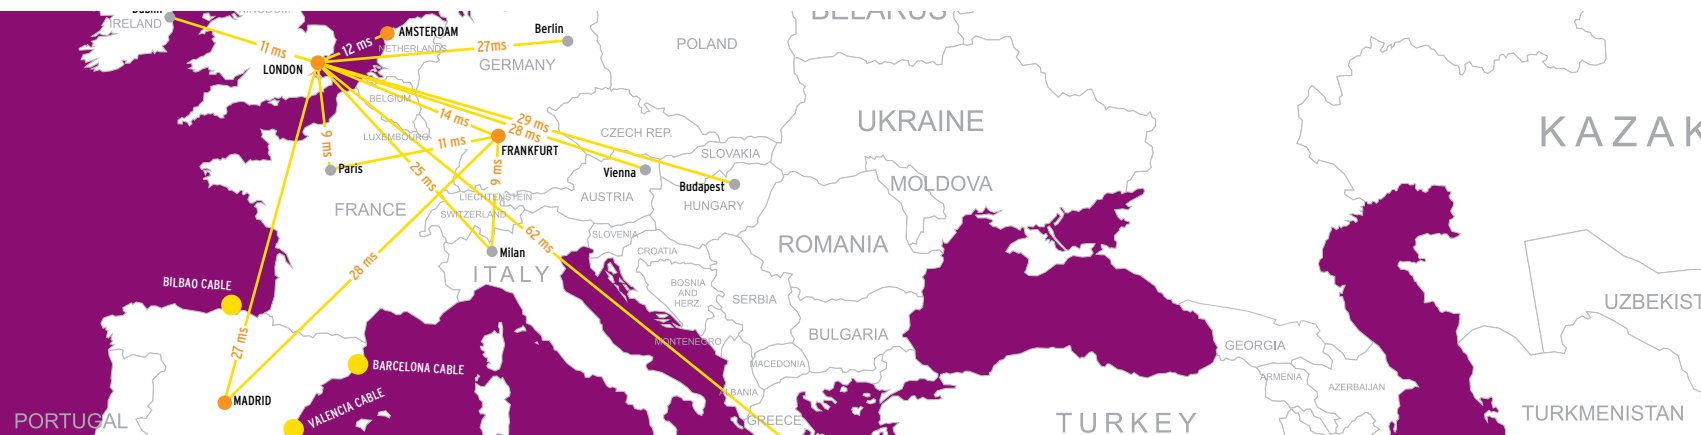 Dublin
KINGDOM
BELARUS
IRELAND
AMSTERDAM
Berlin
11 ms
12 ms
NETHERLANDS
27ms
POLAND
LONDON
GERMANY
BELGIUM
14 ms
29 ms
28 ms
UKRAINE
KAZAK
LUXEMBOURG
CZECH REP.
9 ms
11 ms
FRANKFURT
SLOVAKIA
Paris
25 ms
9 ms
Vienna
Budapest
MOLDOVA
LIECHTENSTEIN
AUSTRIA
HUNGARY
FRANCE
SWITZERLAND
62 ms
SLOVENIA
ROMANIA
Milan
CROATIA
28 ms
ITALY
BILBAO CABLE
BOSNIA
AND
HERZ.
SERBIA
UZBEKIST
27 ms
MONTENEGRO
BULGARIA
GEORGIA
BARCELONA CABLE
MACEDONIA
ARMENIA
AZERBAIJAN
MADRID
VALENCIA CABLE
ALBANIA
PORTUGAL
GREECE
TURKEY
TURKMENISTAN